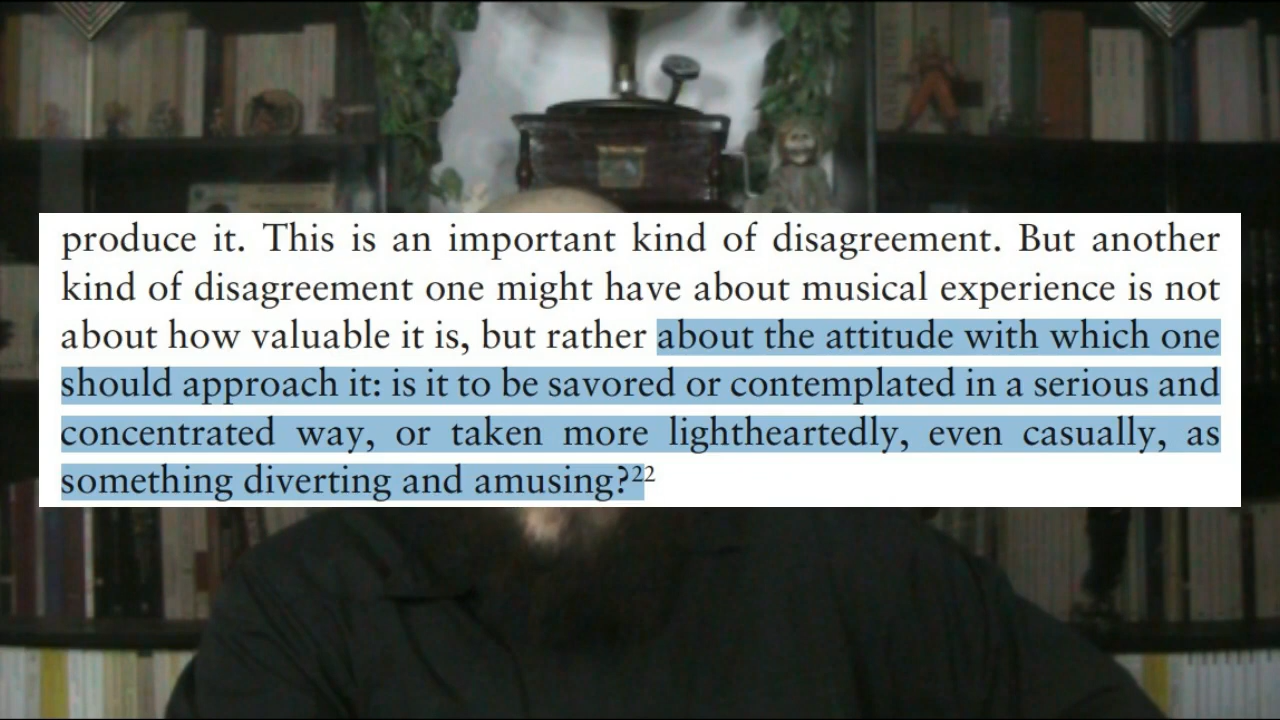 produce it. This is an important kind of disagreement. But another
kind of disagreement one might have about musical experience is not
about how valuable it is, but rather about the attitude with which one
should approach it: is it to be savored or contemplated in a serious and
concentrated way, or taken more lightheartedly, even casually, as
something diverting and amusing?²²